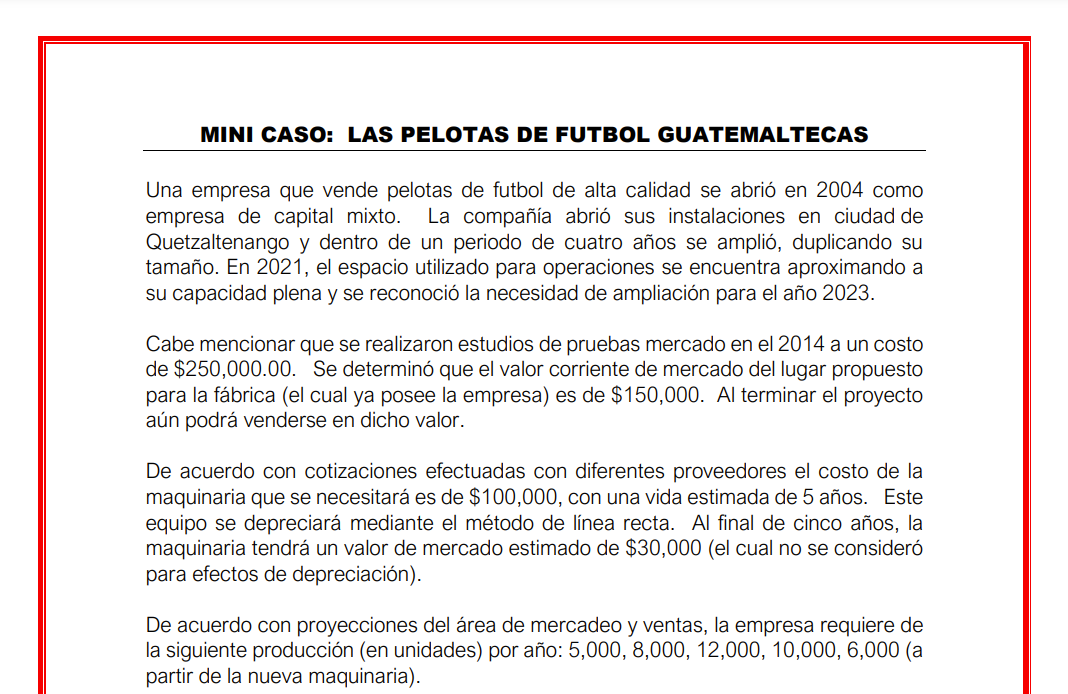 MINI CASO: LAS PELOTAS DE FUTBOL GUATEMALTECAS
Una empresa que vende pelotas de futbol de alta calidad se abrió en 2004 como
empresa de capital mixto. La compañía abrió sus instalaciones en ciudad de
Quetzaltenango y dentro de un periodo de cuatro años se amplió, duplicando su
tamaño. En 2021, el espacio utilizado para operaciones se encuentra aproximando a
su capacidad plena y se reconoció la necesidad de ampliación para el año 2023.
Cabe mencionar que se realizaron estudios de pruebas mercado en el 2014 a un costo
de $250,000.00. Se determinó que el valor corriente de mercado del lugar propuesto
para la fábrica (el cual ya posee la empresa) es de $150,000. Al terminar el proyecto
aún podrá venderse en dicho valor.
De acuerdo con cotizaciones efectuadas con diferentes proveedores el costo de la
maquinaria que se necesitará es de $100,000, con una vida estimada de 5 años. Este
equipo se depreciará mediante el método de línea recta. Al final de cinco años, la
maquinaria tendrá un valor de mercado estimado de $30,000 (el cual no se consideró
para efectos de depreciación).
De acuerdo con proyecciones del área de mercadeo y ventas, la empresa requiere de
la siguiente producción (en unidades) por año: 5,000, 8,000, 12,000, 10,000, 6,000 (a
partir de la nueva maquinaria).